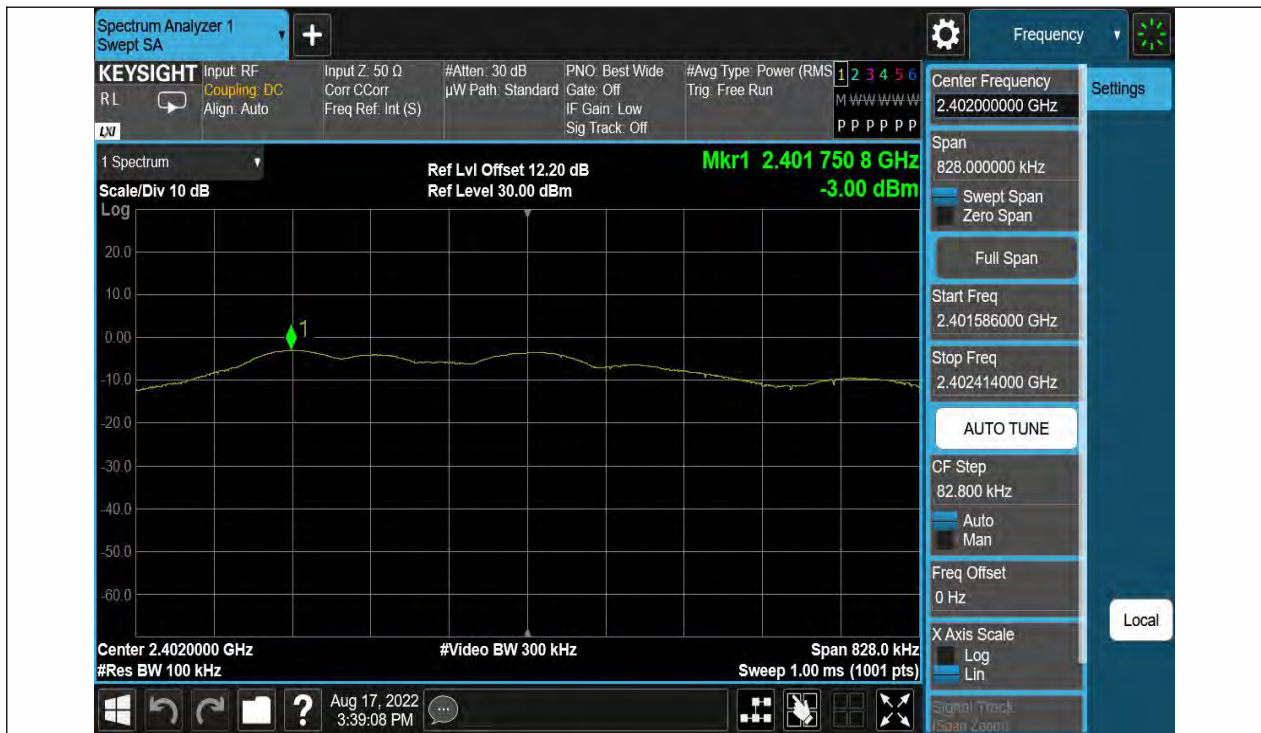 Spectrum Analyzer 1
Swept SA
Frequency
KEYSIGHT
R L
LXI
Input: RF
Coupling: DC
Align: Auto
Input Z: 50 Ω
Corr CCorr
Freq Ref: Int (S)
#Atten: 30 dB
µW Path: Standard
PNO: Best Wide
Gate: Off
IF Gain: Low
Sig Track: Off
#Avg Type: Power (RMS
Trig: Free Run
1 2 3 4 5 6
M W W W W W
P P P P P P
1 Spectrum
Scale/Div 10 dB
Log
Ref Lvl Offset 12.20 dB
Ref Level 30.00 dBm
Mkr1 2.401 750 8 GHz
-3.00 dBm
20.0
10.0
0.00
-10.0
-20.0
-30.0
-40.0
-50.0
-60.0
1
Center 2.4020000 GHz
#Res BW 100 kHz
#Video BW 300 kHz
Span 828.0 kHz
Sweep 1.00 ms (1001 pts)
Center Frequency
2.402000000 GHz
Settings
Span
828.000000 kHz
Swept Span
Zero Span
Full Span
Start Freq
2.401586000 GHz
Stop Freq
2.402414000 GHz
AUTO TUNE
CF Step
82.800 kHz
Auto
Man
Freq Offset
0 Hz
X Axis Scale
Log
Lin
Signal Track
(Span Zoom)
Local
?
Aug 17, 2022
3:39:08 PM